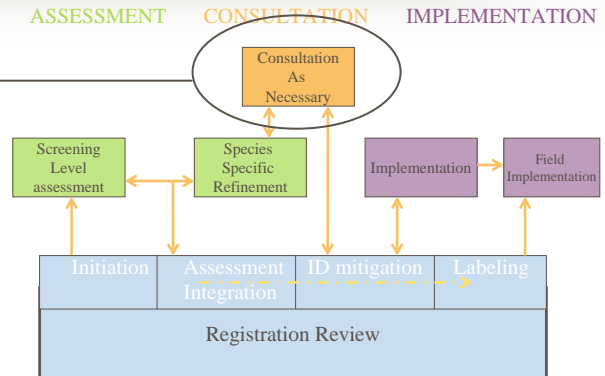 ASSESSMENT CONSULTATION IMPLEMENTATION
Consultation
As
Necessary
Screening
Level
assessment
Species
Specific
Refinement
Implementation
Field
Implementation
Initiation
Assessment
Integration
ID mitigation
Labeling
Registration Review